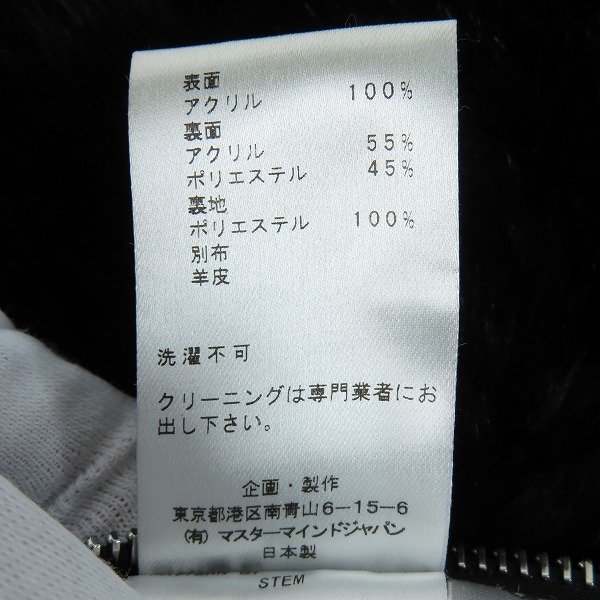 表面
アクリル 100%
裏面
アクリル 55%
ポリエステル 45%
裏地
ポリエステル 100%
別布
羊皮
洗濯不可
クリーニングは専門業者にお
出し下さい。
企画・製作
東京都港区南青山6-15-6
(有) マスターマインドジャパン
日本製
STEM